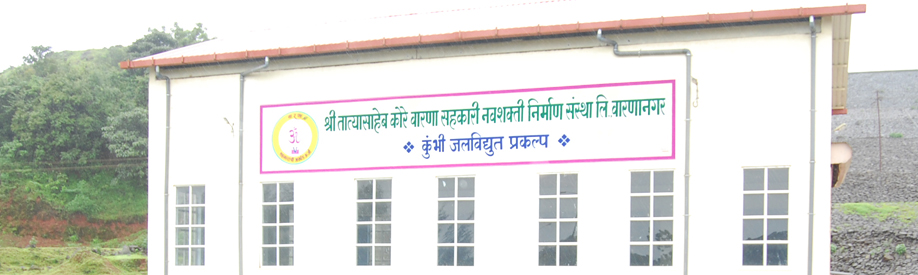 श्री तात्यासाहेब कोरे वारणा सहकारी नवशक्ती निर्माण संस्था लि. वारणानगर
❖ कुंभी जलविद्युत प्रकल्प ❖